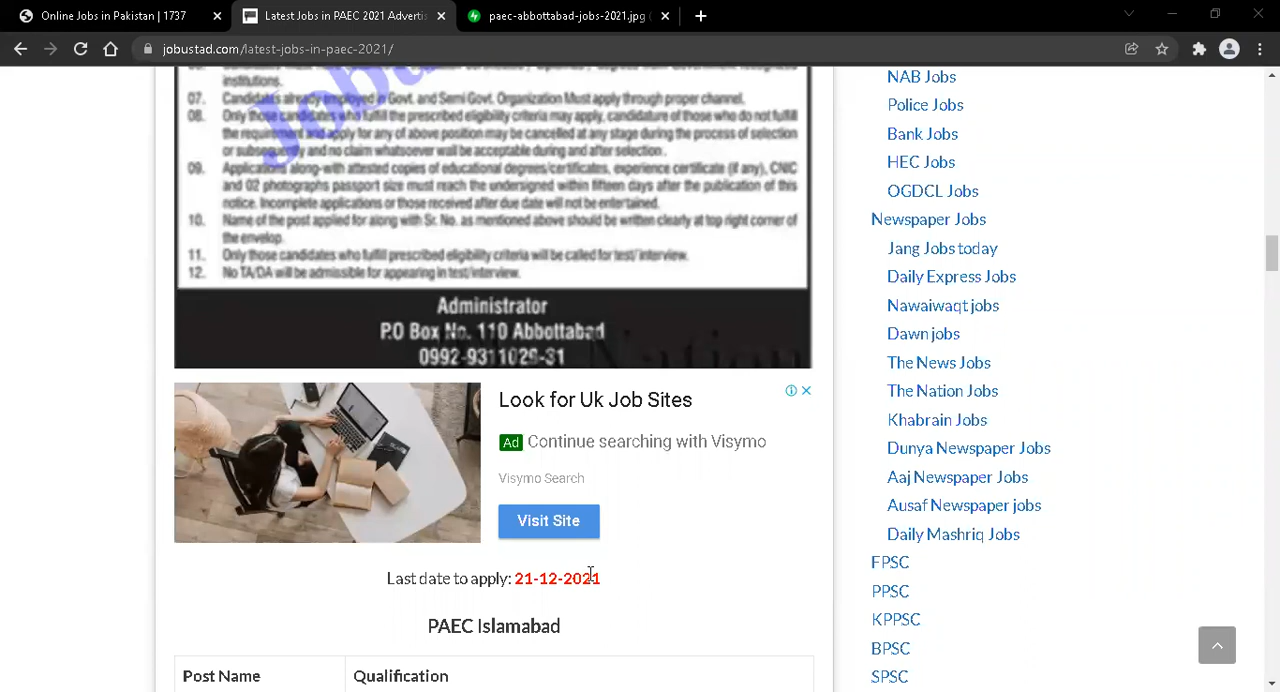 Online Jobs in Pakistan | 1737
Latest Jobs in PAEC 2021 Adverti
paec-abbottabad-jobs-2021.jpg (
jobustad.com/latest-jobs-in-paec-2021/
institutions.
07. Candidates already employed in Govt. and Semi Govt. Organization Must apply through proper channel.
08. Only those candidates who fulfill the prescribed eligibility criteria may apply, candidature of those who do not fulfill
the requirement and apply for any of above position may be cancelled at any stage during the process of selection
or subsequently and no claim whatsoever will be acceptable during and after selection.
09. Applications along-with attested copies of educational degrees/certificates, experience certificate (if any), CNIC
and 02 photographs passport size must reach the undersigned within fifteen days after the publication of this
notice. Incomplete applications or those received after due date will not be entertained.
10. Name of the post applied for along with Sr. No. as mentioned above should be written clearly at top right corner of
the envelop.
11. Only those candidates who fulfill prescribed eligibility criteria will be called for test/interview.
12. No TA/DA will be admissible for appearing in test/interview.
Administrator
P.O Box No. 110 Abbottabad
0992-9311029-31
Look for Uk Job Sites
Ad Continue searching with Visymo
Visymo Search
Visit Site
Last date to apply: 21-12-2021
PAEC Islamabad
Post Name Qualification
NAB Jobs
Police Jobs
Bank Jobs
HEC Jobs
OGDCL Jobs
Newspaper Jobs
Jang Jobs today
Daily Express Jobs
Nawaiwaqt jobs
Dawn jobs
The News Jobs
The Nation Jobs
Khabrain Jobs
Dunya Newspaper Jobs
Aaj Newspaper Jobs
Ausaf Newspaper jobs
Daily Mashriq Jobs
FPSC
PPSC
KPPSC
BPSC
SPSC